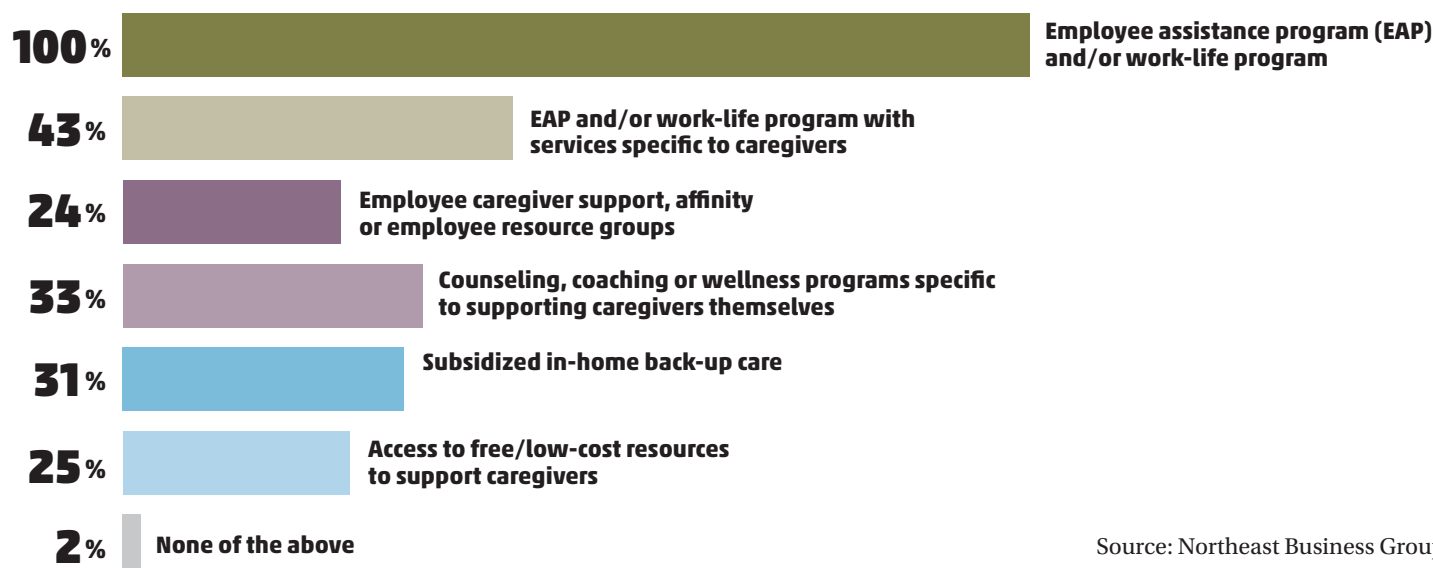 100%
Employee assistance program (EAP)
and/or work-life program
43%
EAP and/or work-life program with
services specific to caregivers
24%
Employee caregiver support, affinity
or employee resource groups
33%
Counseling, coaching or wellness programs specific
to supporting caregivers themselves
31%
Subsidized in-home back-up care
25%
Access to free/low-cost resources
to support caregivers
2%
None of the above
Source: Northeast Business